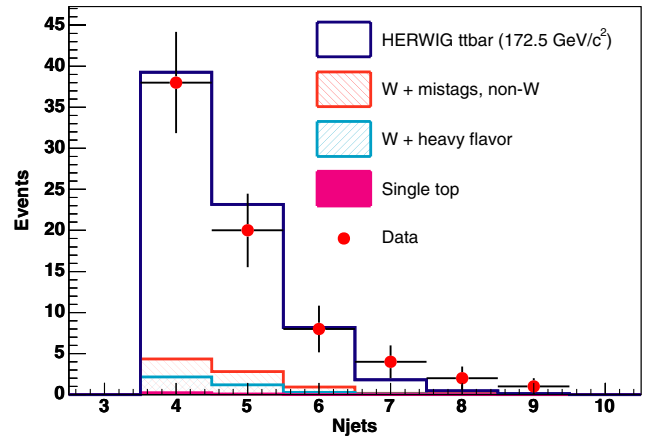 45
40
35
30
25
20
15
10
5
0
Events
HERWIG ttbar (172.5 GeV/c²)
W + mistags, non-W
W + heavy flavor
Single top
Data
3 4 5 6 7 8 9 10
Njets